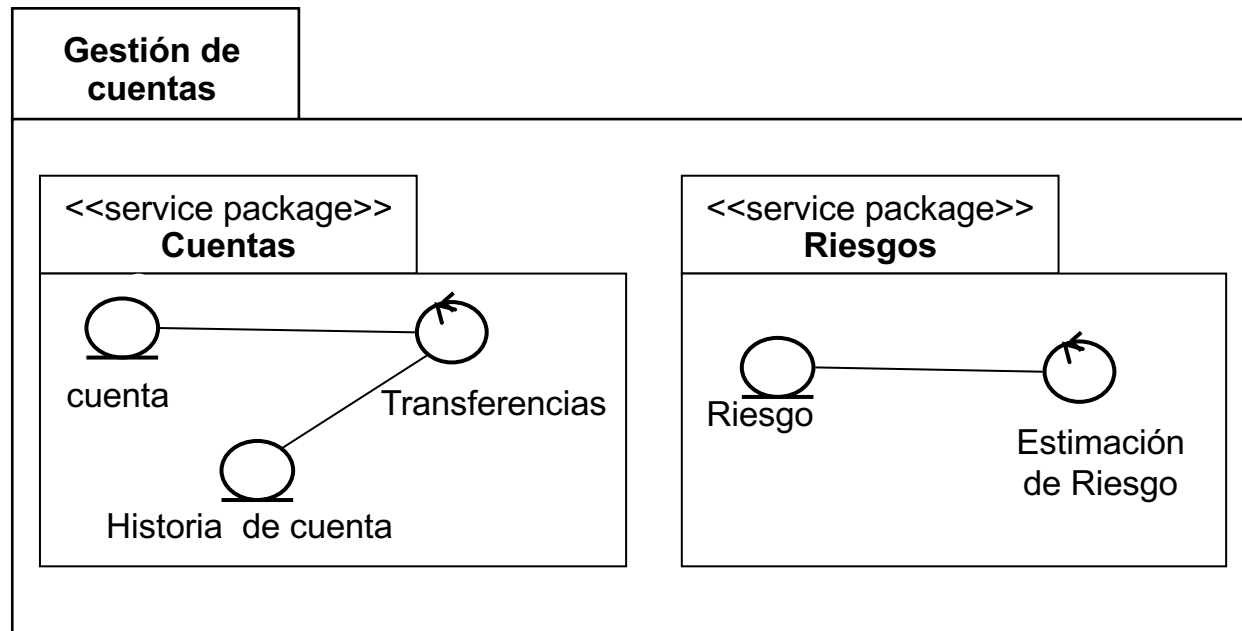 Gestión de
cuentas
<<service package>>
Cuentas
cuenta
Transferencias
Historia de cuenta
<<service package>>
Riesgos
Riesgo
Estimación
de Riesgo